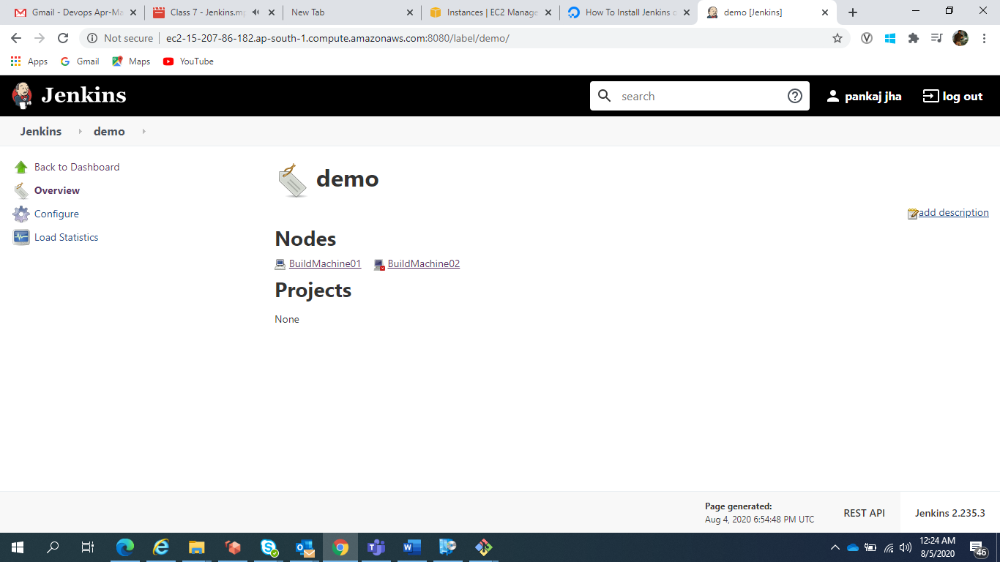 Gmail - Devops Apr-Ma
Class 7 - Jenkins.mp
New Tab
Instances | EC2 Manage
How To Install Jenkins o
demo [Jenkins]
Not secure
ec2-15-207-86-182.ap-south-1.compute.amazonaws.com:8080/label/demo/
Apps
Gmail
Maps
YouTube
Jenkins
search
pankaj jha
log out
Jenkins
demo
Back to Dashboard
Overview
Configure
Load Statistics
demo
add description
Nodes
BuildMachine01 BuildMachine02
Projects
None
Page generated:
Aug 4, 2020 6:54:48 PM UTC
REST API
Jenkins 2.235.3
12:24 AM
8/5/2020
46